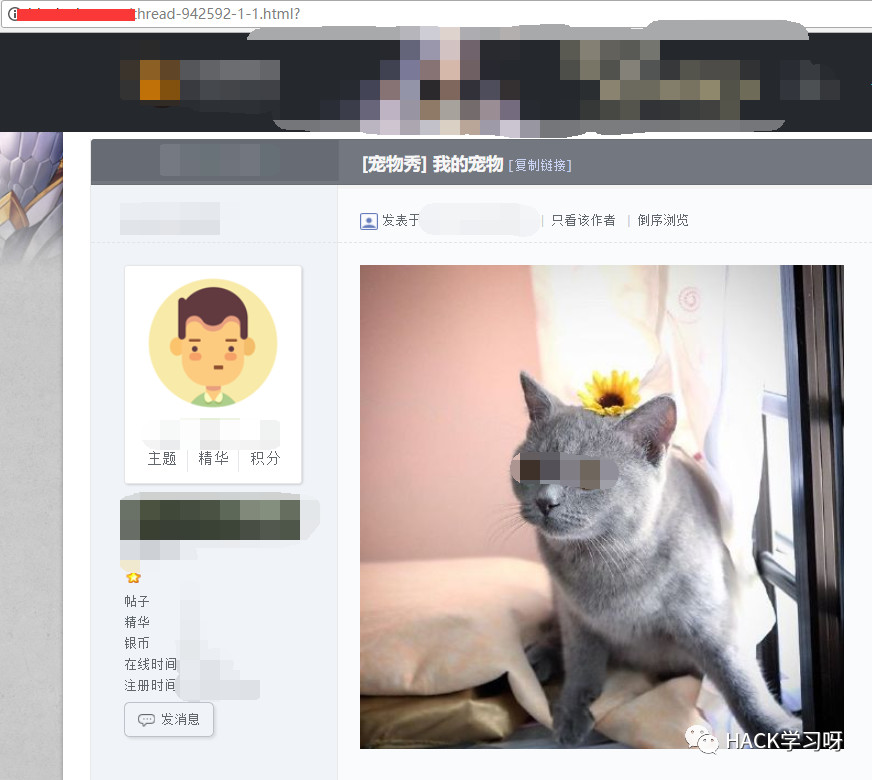 thread-942592-1-1.html?
[宠物秀] 我的宠物 [复制链接]
发表于 | 只看该作者 | 倒序浏览
主题 精华 积分
帖子
精华
银币
在线时间
注册时间
发消息
HACK学习呀